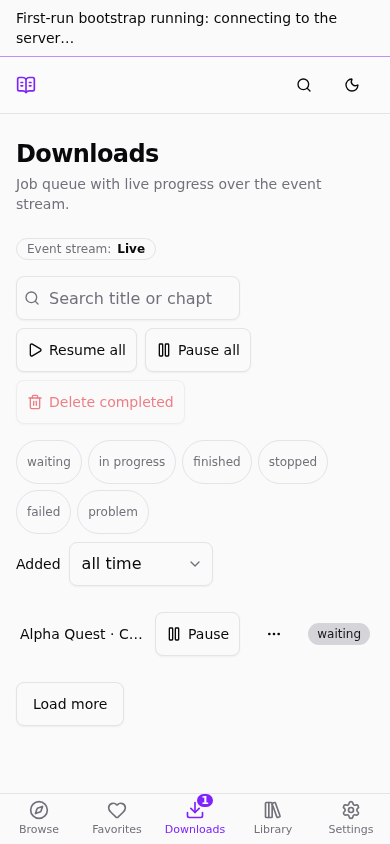 First-run bootstrap running: connecting to the
server…
Downloads
Job queue with live progress over the event
stream.
Event stream: Live
Search title or chapt
Resume all
Pause all
Delete completed
waiting
in progress
finished
stopped
failed
problem
Added
all time
Alpha Quest · C…
Pause
waiting
Load more
1
Browse
Favorites
Downloads
Library
Settings